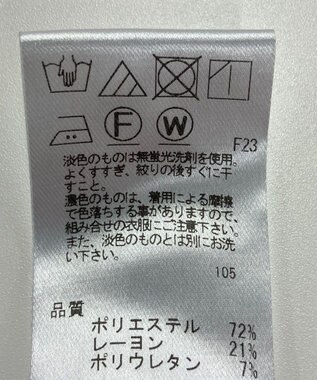 F W
F23
淡色のものは無蛍光洗剤を使用。
よくすすぎ、絞りの後すぐに干
すこと。
濃色のものは、着用による摩擦
で色落ちする事がありますので、
組み合せの衣服にご注意下さい。
また、淡色のものとは別にお洗
い下さい。
105
品質
ポリエステル 72%
レーヨン 21%
ポリウレタン 7%